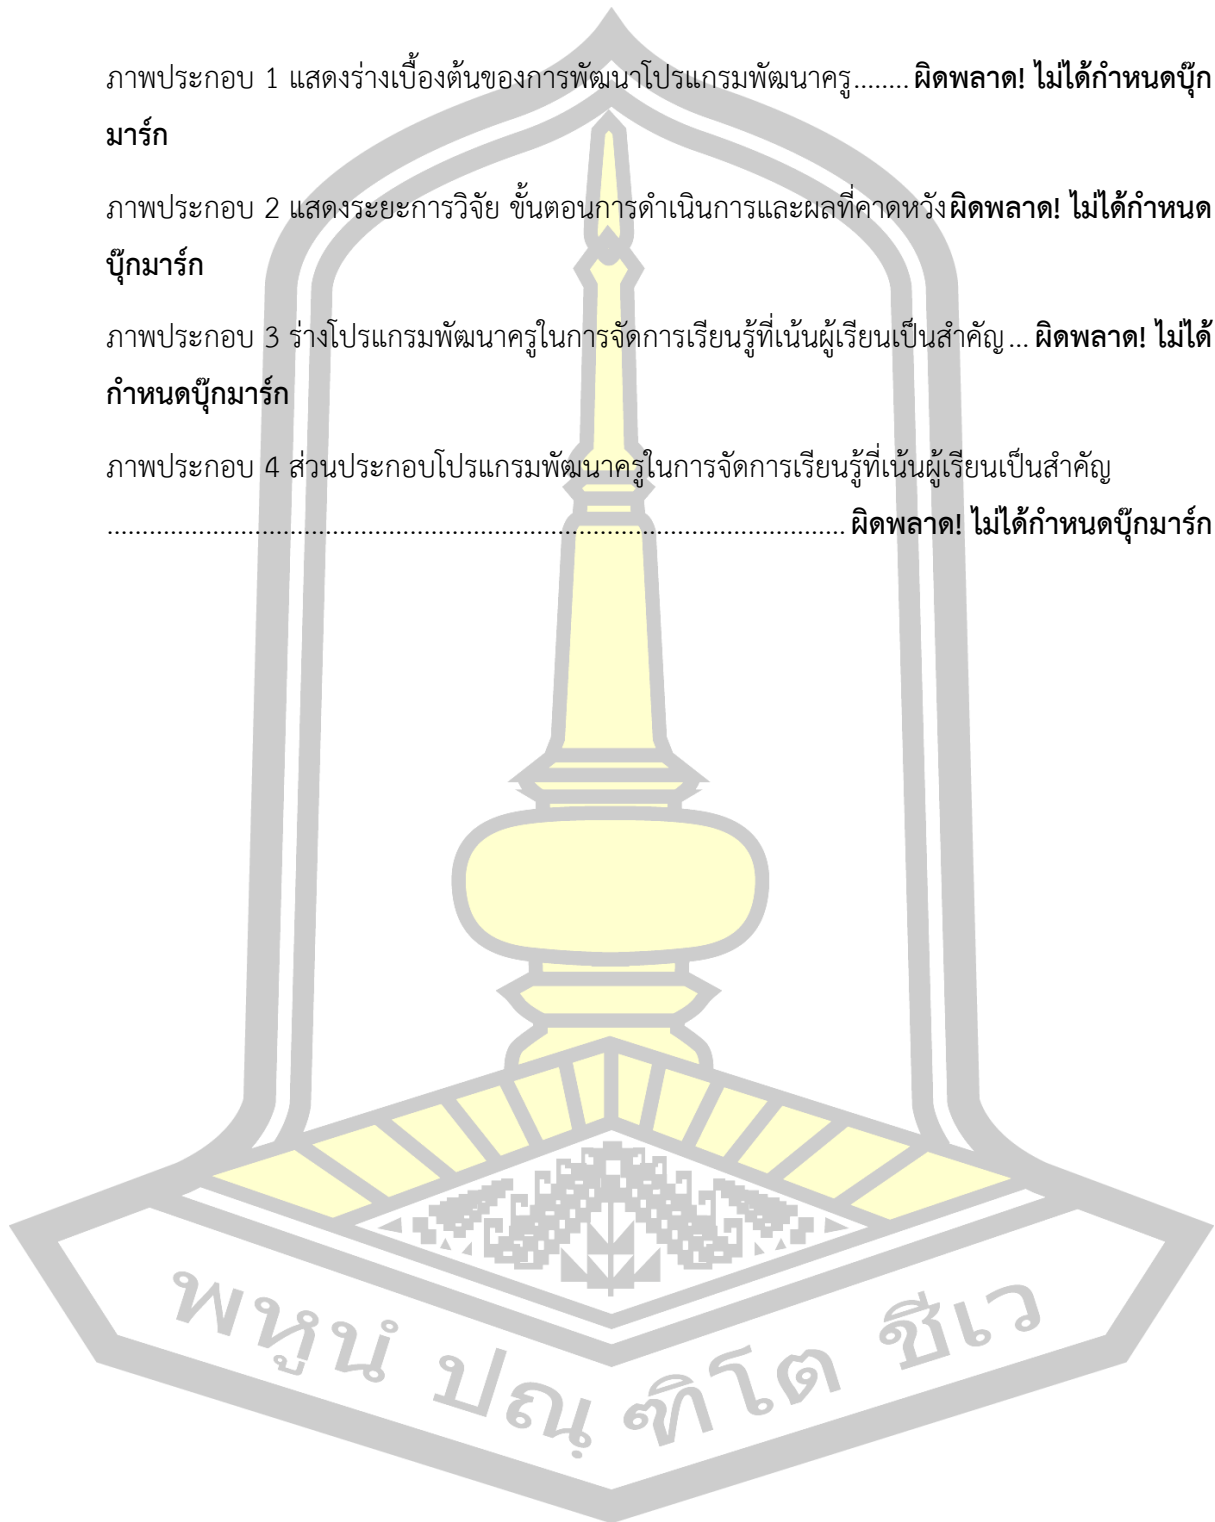 ภาพประกอบ 1 แสดงร่างเบื้องต้นของการพัฒนาโปรแกรมพัฒนาครู........ ผิดพลาด! ไม่ได้กำหนดบุ๊ก
มาร์ก
ภาพประกอบ 2 แสดงระยะการวิจัย ขั้นตอนการดำเนินการและผลที่คาดหวังผิดพลาด! ไม่ได้กำหนด
บุ๊กมาร์ก
ภาพประกอบ 3 ร่างโปรแกรมพัฒนาครูในการจัดการเรียนรู้ที่เน้นผู้เรียนเป็นสำคัญ... ผิดพลาด! ไม่ได้
กำหนดบุ๊กมาร์ก
ภาพประกอบ 4 ส่วนประกอบโปรแกรมพัฒนาครูในการจัดการเรียนรู้ที่เน้นผู้เรียนเป็นสำคัญ
......................................................................................................... ผิดพลาด! ไม่ได้กำหนดบุ๊กมาร์ก
พหูนํ ปณฺ ฑิโต ชีเว